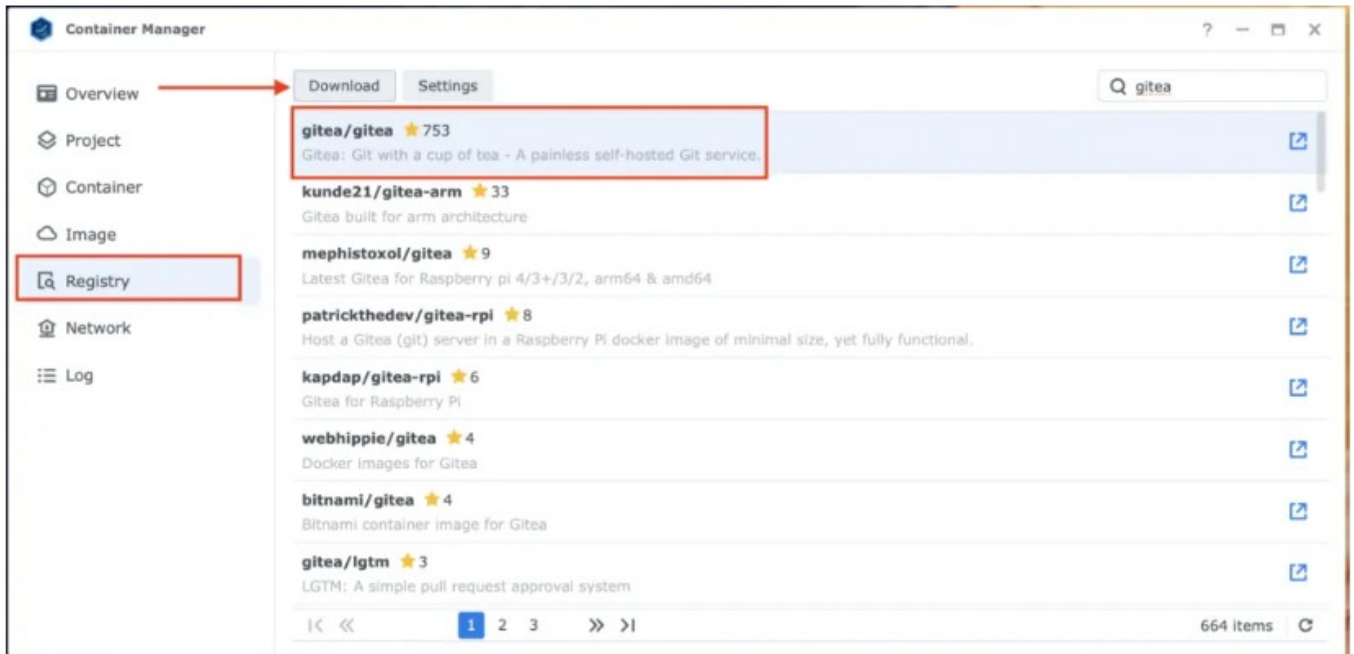 Container Manager
?
Overview
Project
Container
Image
Registry
Network
Log
Download Settings
gitea
gitea/gitea 753
Gitea: Git with a cup of tea - A painless self-hosted Git service.
kunde21/gitea-arm 33
Gitea built for arm architecture
mephistoxol/gitea 9
Latest Gitea for Raspberry pi 4/3+/3/2, arm64 & amd64
patrickthedev/gitea-rpi 8
Host a Gitea (git) server in a Raspberry Pi docker image of minimal size, yet fully functional.
kapdap/gitea-rpi 6
Gitea for Raspberry Pi
webhippie/gitea 4
Docker images for Gitea
bitnami/gitea 4
Bitnami container image for Gitea
gitea/lgtm 3
LGTM: A simple pull request approval system
1 2 3
664 items